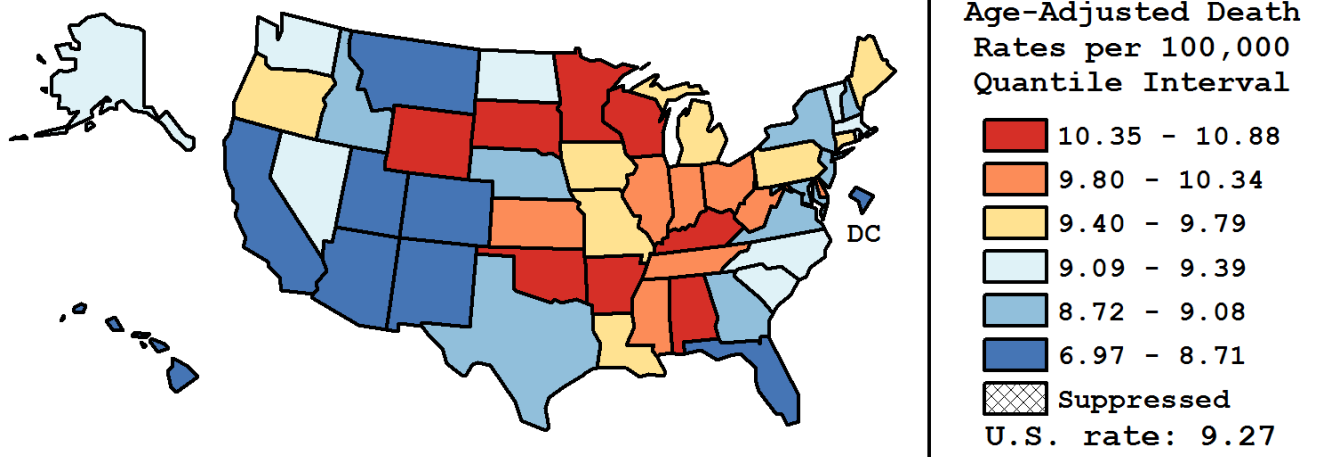 DC
Age-Adjusted Death
Rates per 100,000
Quantile Interval
10.35 - 10.88
9.80 - 10.34
9.40 - 9.79
9.09 - 9.39
8.72 - 9.08
6.97 - 8.71
Suppressed
U.S. rate: 9.27